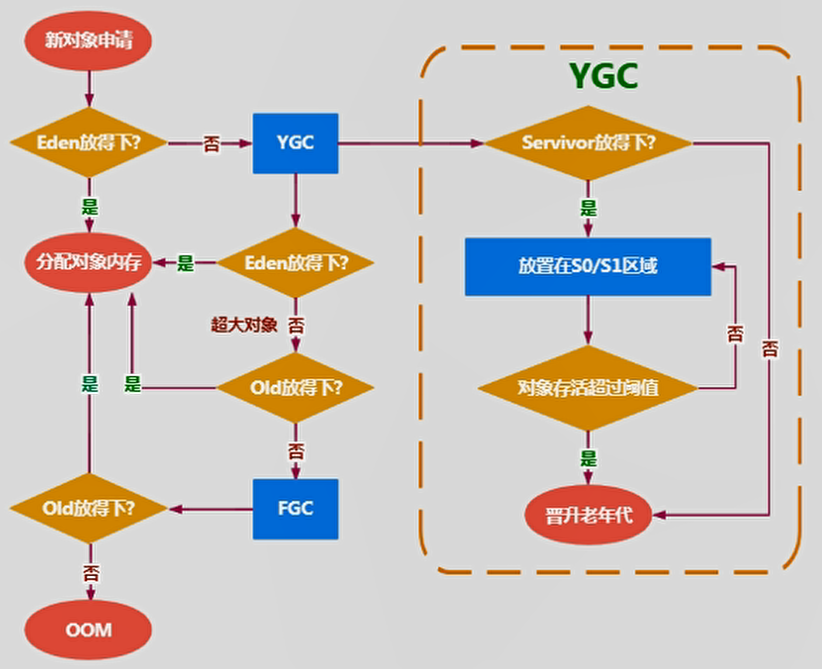 新对象申请
YGC
Eden放得下?
否
YGC
Servivor放得下?
是
是
分配对象内存
是
Eden放得下?
放置在S0/S1区域
超大对象
否
否
否
是
是
Old放得下?
对象存活超过阈值
否
是
Old放得下?
FGC
晋升老年代
否
OOM